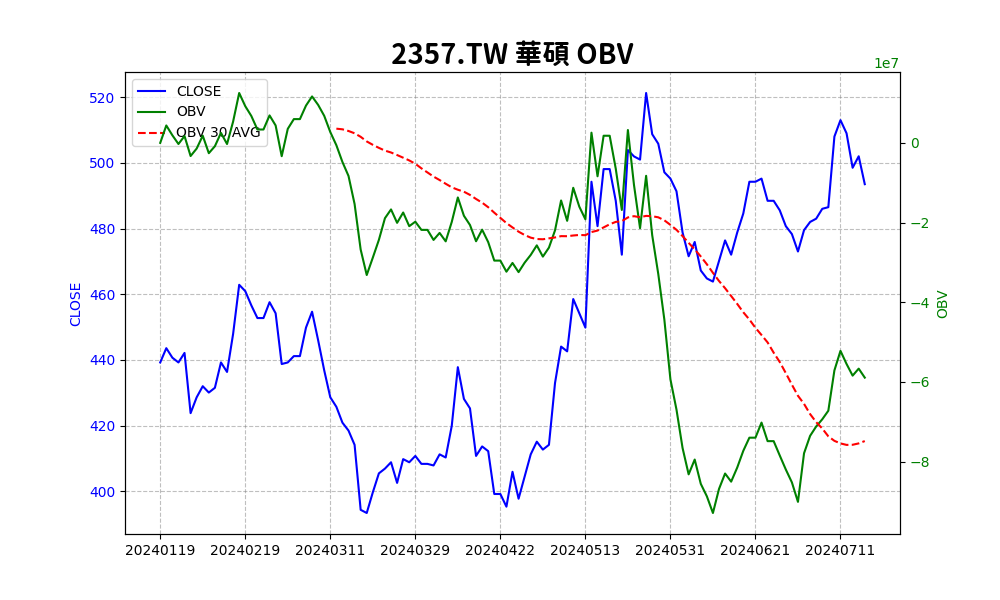 2357.TW 華碩 OBV
1e7
CLOSE
OBV
OBV 30 AVG
520
500
480
460
440
420
400
CLOSE
0
−2
−4
−6
−8
OBV
20240119 20240219 20240311 20240329 20240422 20240513 20240531 20240621 20240711